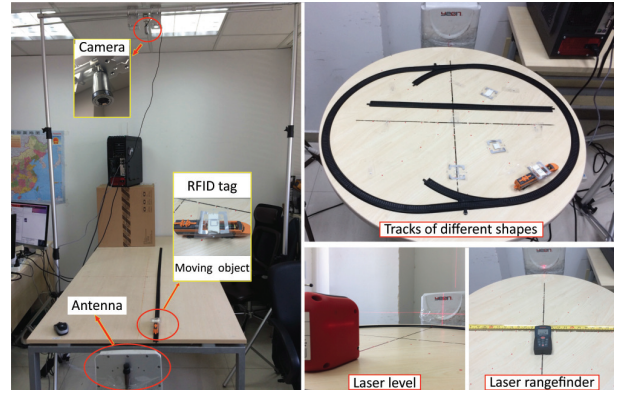 Camera
RFID tag
Moving object
Antenna
Tracks of different shapes
Laser level
Laser rangefinder